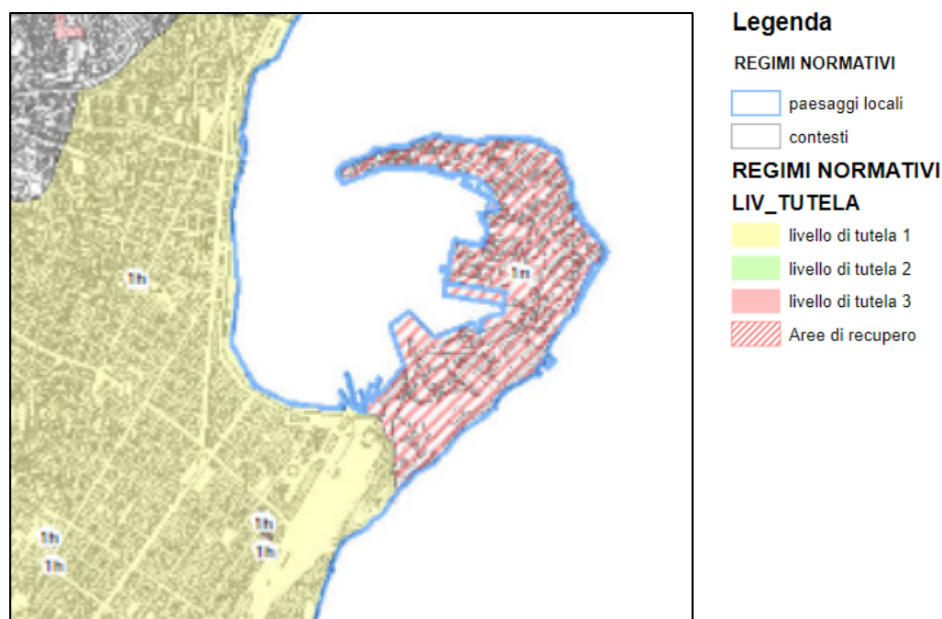 Legenda
REGIMI NORMATIVI
paesaggi locali
contesti
REGIMI NORMATIVI
LIV_TUTELA
livello di tutela 1
livello di tutela 2
livello di tutela 3
Aree di recupero
1h
1n
1h
1h
1h
1h